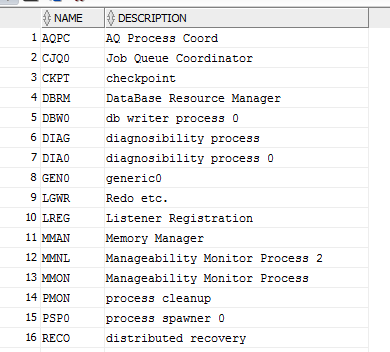 NAME DESCRIPTION
1 AQPC AQ Process Coord
2 CJQ0 Job Queue Coordinator
3 CKPT checkpoint
4 DBRM DataBase Resource Manager
5 DBW0 db writer process 0
6 DIAG diagnosibility process
7 DIA0 diagnosibility process 0
8 GEN0 generic0
9 LGWR Redo etc.
10 LREG Listener Registration
11 MMAN Memory Manager
12 MMNL Manageability Monitor Process 2
13 MMON Manageability Monitor Process
14 PMON process cleanup
15 PSP0 process spawner 0
16 RECO distributed recovery